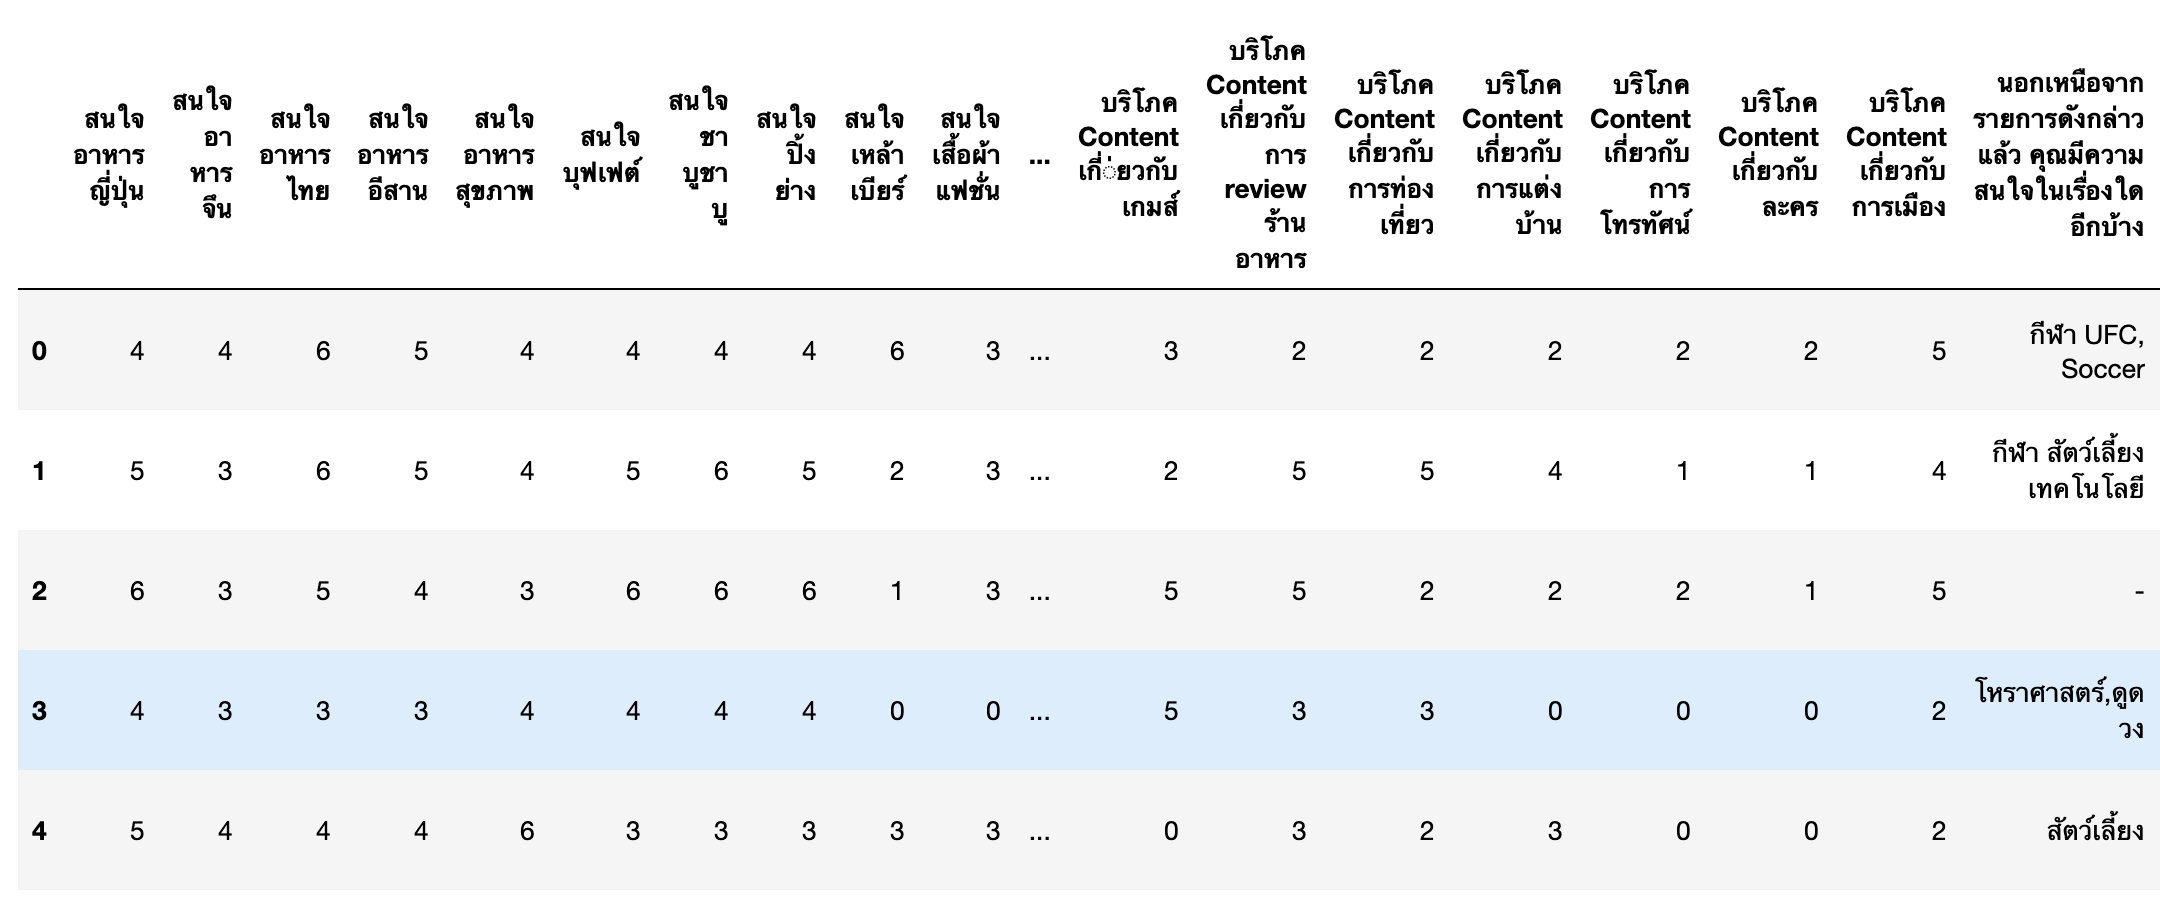 สนใจ
อาหาร
ญี่ปุ่น
สนใจ
อา
หาร
จีน
สนใจ
อาหาร
ไทย
สนใจ
อาหาร
อีสาน
สนใจ
อาหาร
สุขภาพ
สนใจ
บุฟเฟต์
สนใจ
ชา
บูชา
บู
สนใจ
ปิ้ง
ย่าง
สนใจ
เหล้า
เบียร์
สนใจ
เสื้อผ้า
แฟชั่น
...
บริโภค
Content
เกี่่ยวกับ
เกมส์
บริโภค
Content
เกี่ยวกับ
การ
review
ร้าน
อาหาร
บริโภค
Content
เกี่ยวกับ
การท่อง
เที่ยว
บริโภค
Content
เกี่ยวกับ
การแต่ง
บ้าน
บริโภค
Content
เกี่ยวกับ
การ
โทรทัศน์
บริโภค
Content
เกี่ยวกับ
ละคร
บริโภค
Content
เกี่ยวกับ
การเมือง
นอกเหนือจาก
รายการดังกล่าว
แล้ว คุณมีความ
สนใจในเรื่องใด
อีกบ้าง
0 4 4 6 5 4 4 4 4 6 3 ... 3 2 2 2 2 2 5 กีฬา UFC,
Soccer
1 5 3 6 5 4 5 6 5 2 3 ... 2 5 5 4 1 1 4 กีฬา สัตว์เลี้ยง
เทคโนโลยี
2 6 3 5 4 3 6 6 6 1 3 ... 5 5 2 2 2 1 5 -
3 4 3 3 3 4 4 4 4 0 0 ... 5 3 3 0 0 0 2 โหราศาสตร์,ดูด
วง
4 5 4 4 4 6 3 3 3 3 3 ... 0 3 2 3 0 0 2 สัตว์เลี้ยง